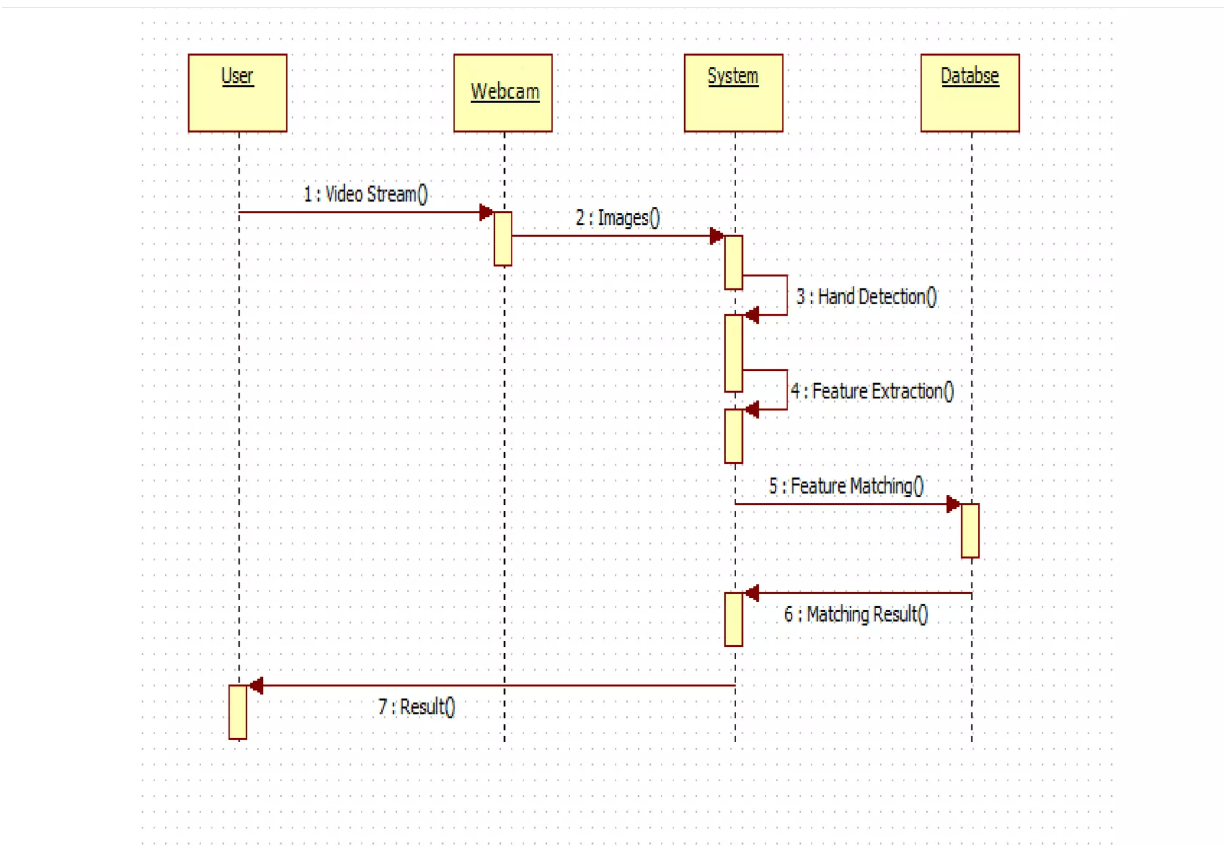 User
Webcam
System
Databse
1 : Video Stream()
2 : Images()
3 : Hand Detection()
4 : Feature Extraction()
5 : Feature Matching()
6 : Matching Result()
7 : Result()